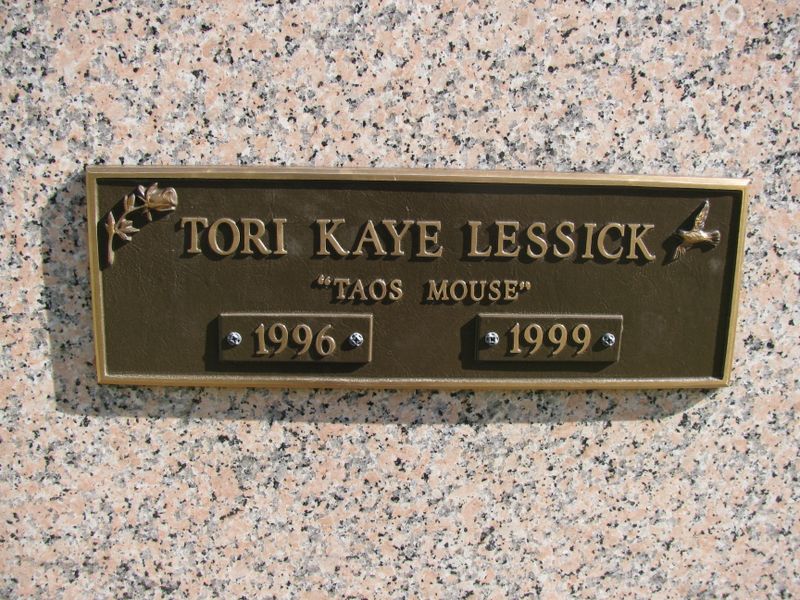 TORI KAYE LESSICK
"TAOS MOUSE"
1996 1999